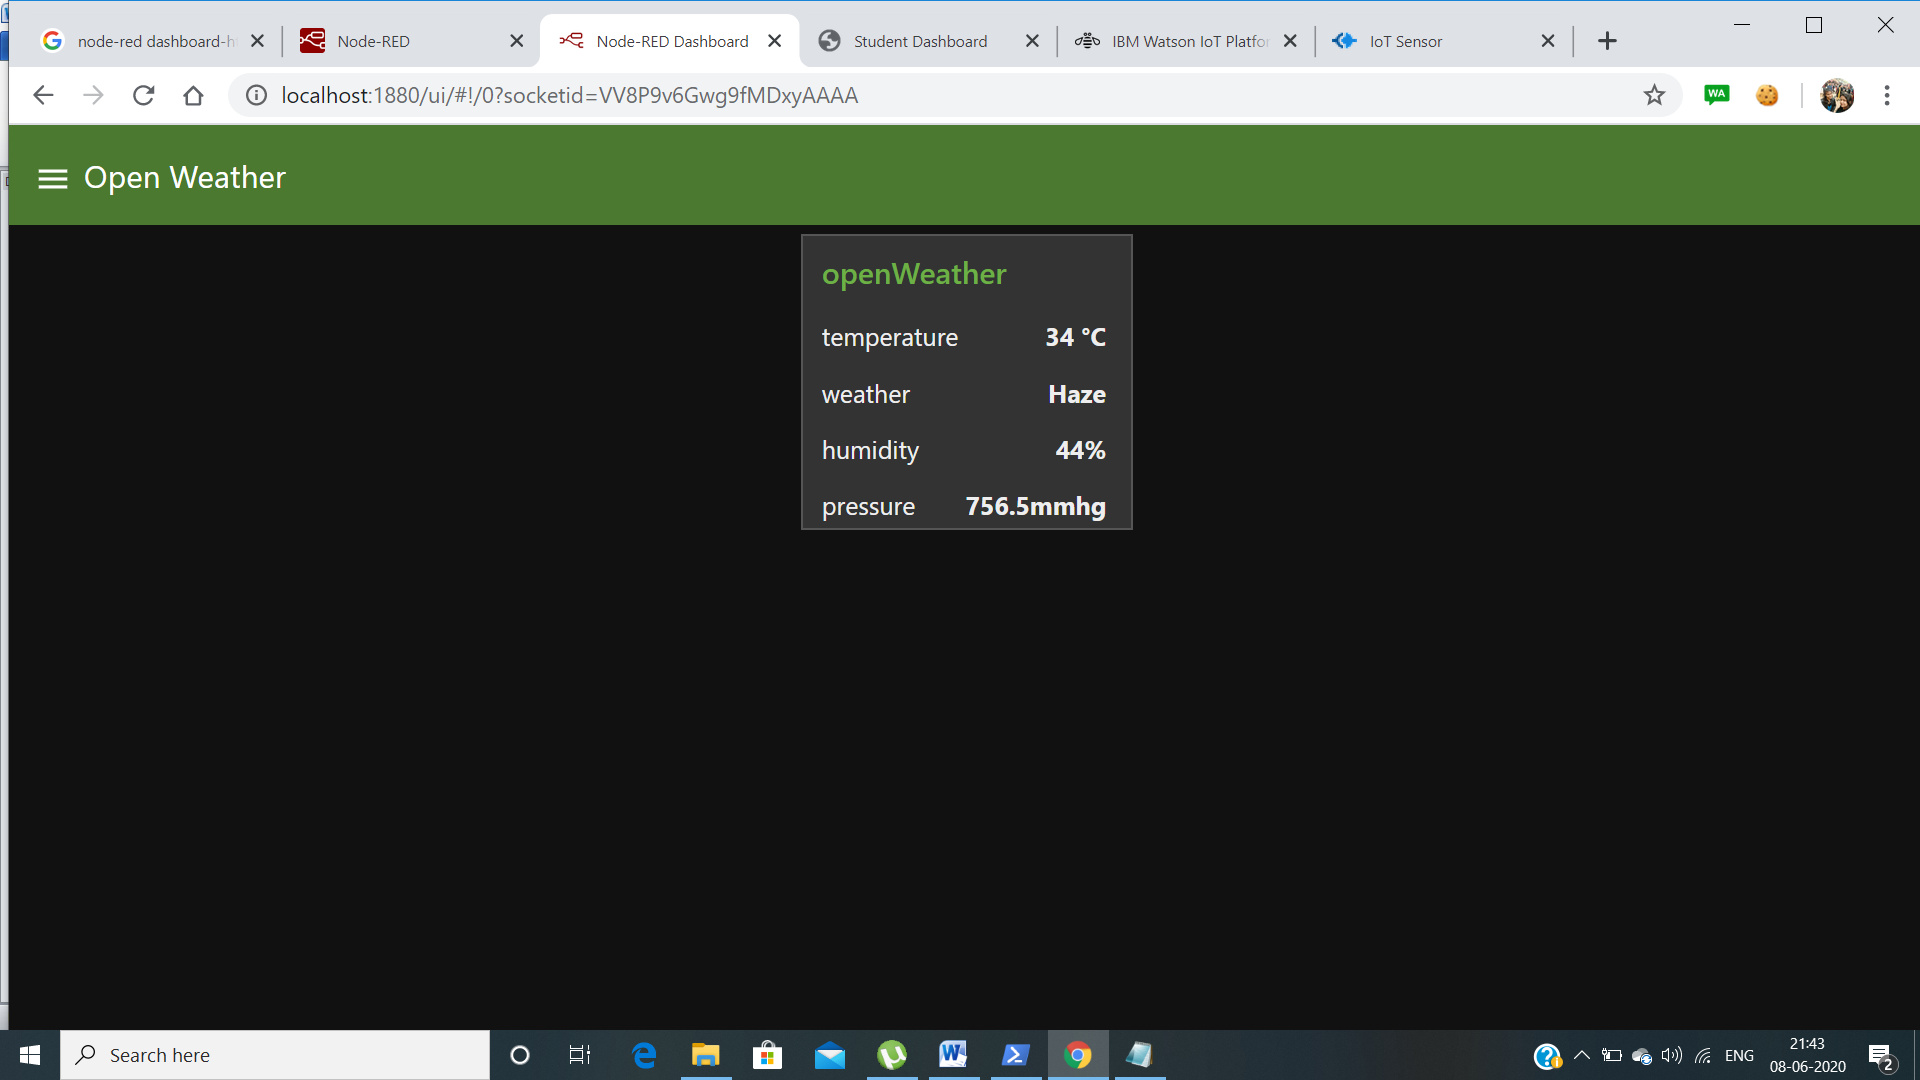 node-red dashboard-h
Node-RED
Node-RED Dashboard
Student Dashboard
IBM Watson IoT Platfo
IoT Sensor
localhost:1880/ui/#!/0?socketid=VV8P9v6Gwg9fMDxyAAAA
WA
Open Weather
openWeather
temperature 34 °C
weather Haze
humidity 44%
pressure 756.5mmhg
Search here
ENG
21:43
08-06-2020
2